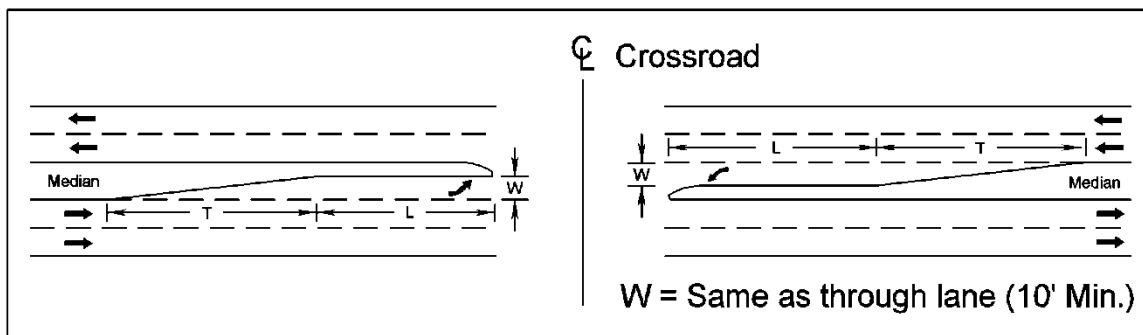 ℄ Crossroad
L
T
W
Median
W
W
Median
T
L
W = Same as through lane (10' Min.)